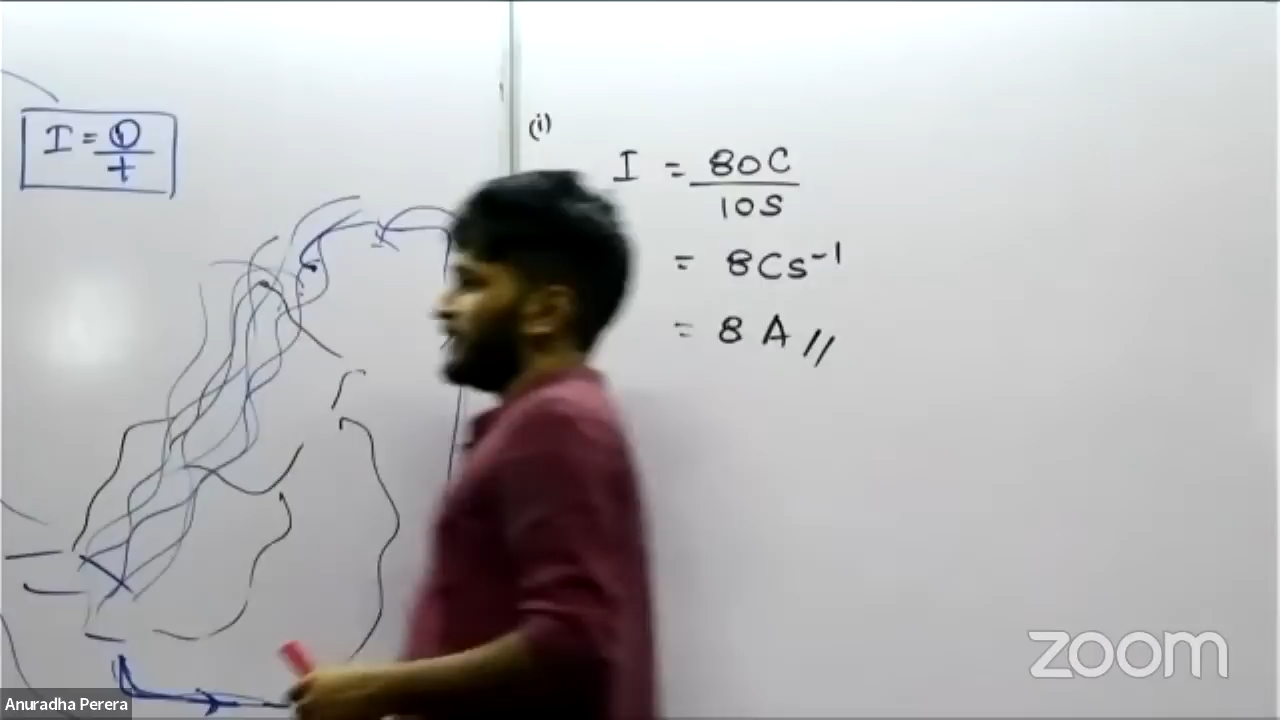 I = Q
t
(i)
I = 80C
10S
= 8Cs⁻¹
= 8 A //
zoom
Anuradha Perera